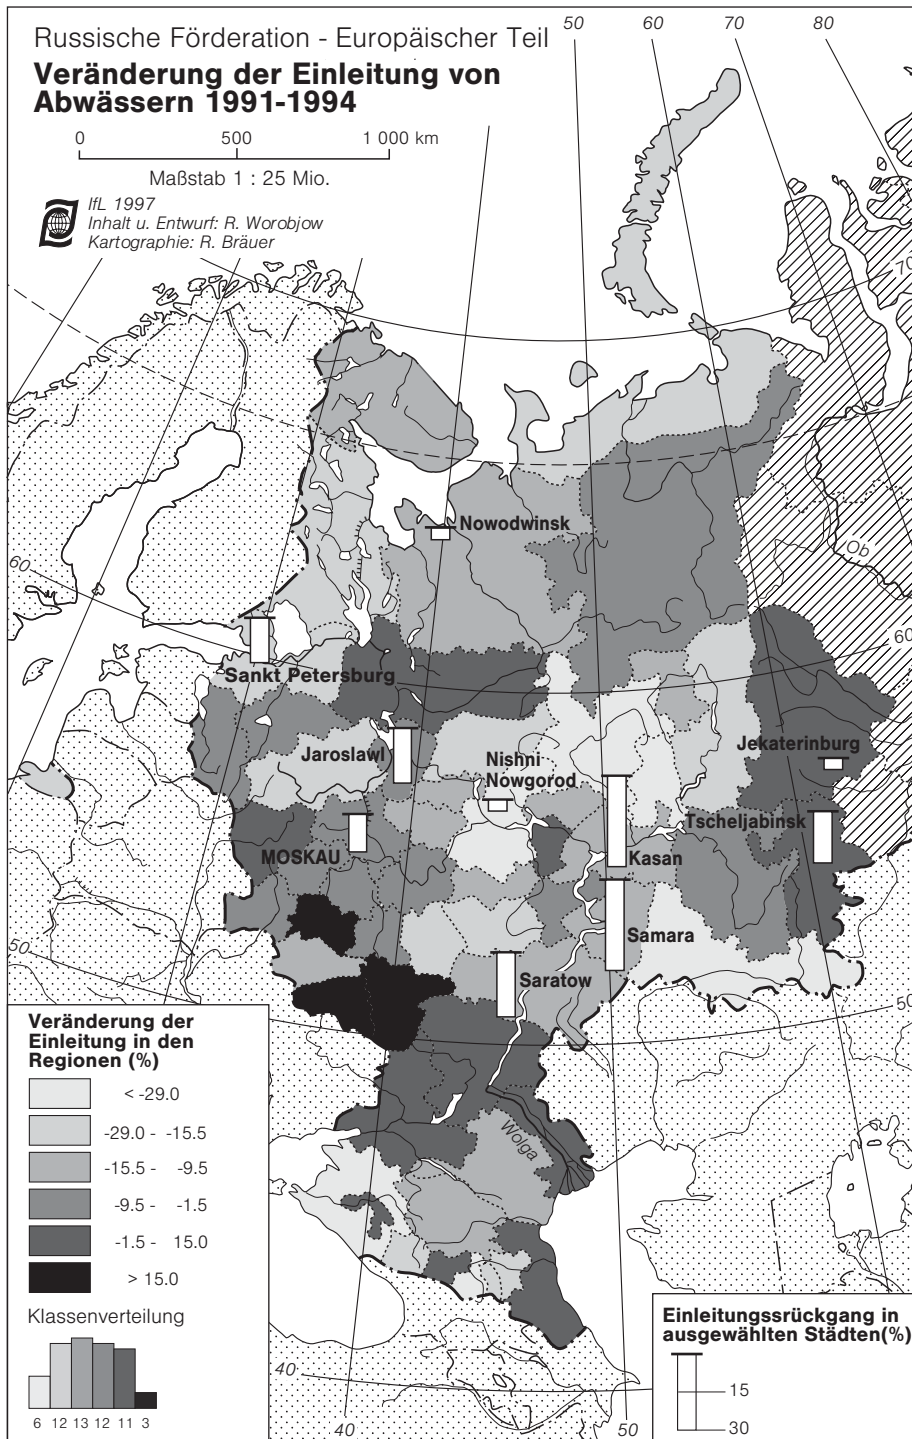 Russische Förderation - Europäischer Teil
Veränderung der Einleitung von
Abwässern 1991-1994
0 500 1 000 km
Maßstab 1 : 25 Mio.
IfL 1997
Inhalt u. Entwurf: R. Worobjow
Kartographie: R. Bräuer
50 60 70 80
70
60
60
50
50
40
40
50
Ob
Wolga
Nowodwinsk
Sankt Petersburg
Jaroslawl
Nishni
Nowgorod
Jekaterinburg
Tscheljabinsk
MOSKAU
Kasan
Samara
Saratow
Veränderung der
Einleitung in den
Regionen (%)
< -29.0
-29.0 - -15.5
-15.5 - -9.5
-9.5 - -1.5
-1.5 - 15.0
> 15.0
Klassenverteilung
6 12 13 12 11 3
Einleitungssrückgang in
ausgewählten Städten(%)
15
30